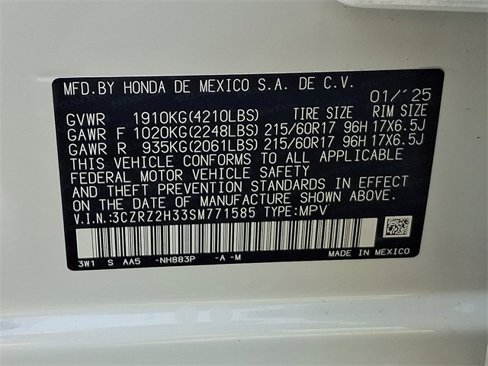 MFD.BY HONDA DE MEXICO S.A. DE C.V. 01/'25
GVWR 1910KG(4210LBS) TIRE SIZE RIM SIZE
GAWR F 1020KG(2248LBS) 215/60R17 96H 17X6.5J
GAWR R 935KG(2061LBS) 215/60R17 96H 17X6.5J
THIS VEHICLE CONFORMS TO ALL APPLICABLE
FEDERAL MOTOR VEHICLE SAFETY
AND THEFT PREVENTION STANDARDS IN EFFECT
ON THE DATE OF MANUFACTURE SHOWN ABOVE.
V.I.N.:3CZRZ2H33SM771585 TYPE:MPV
3W1 S AA5 -NH883P -A -M MADE IN MEXICO